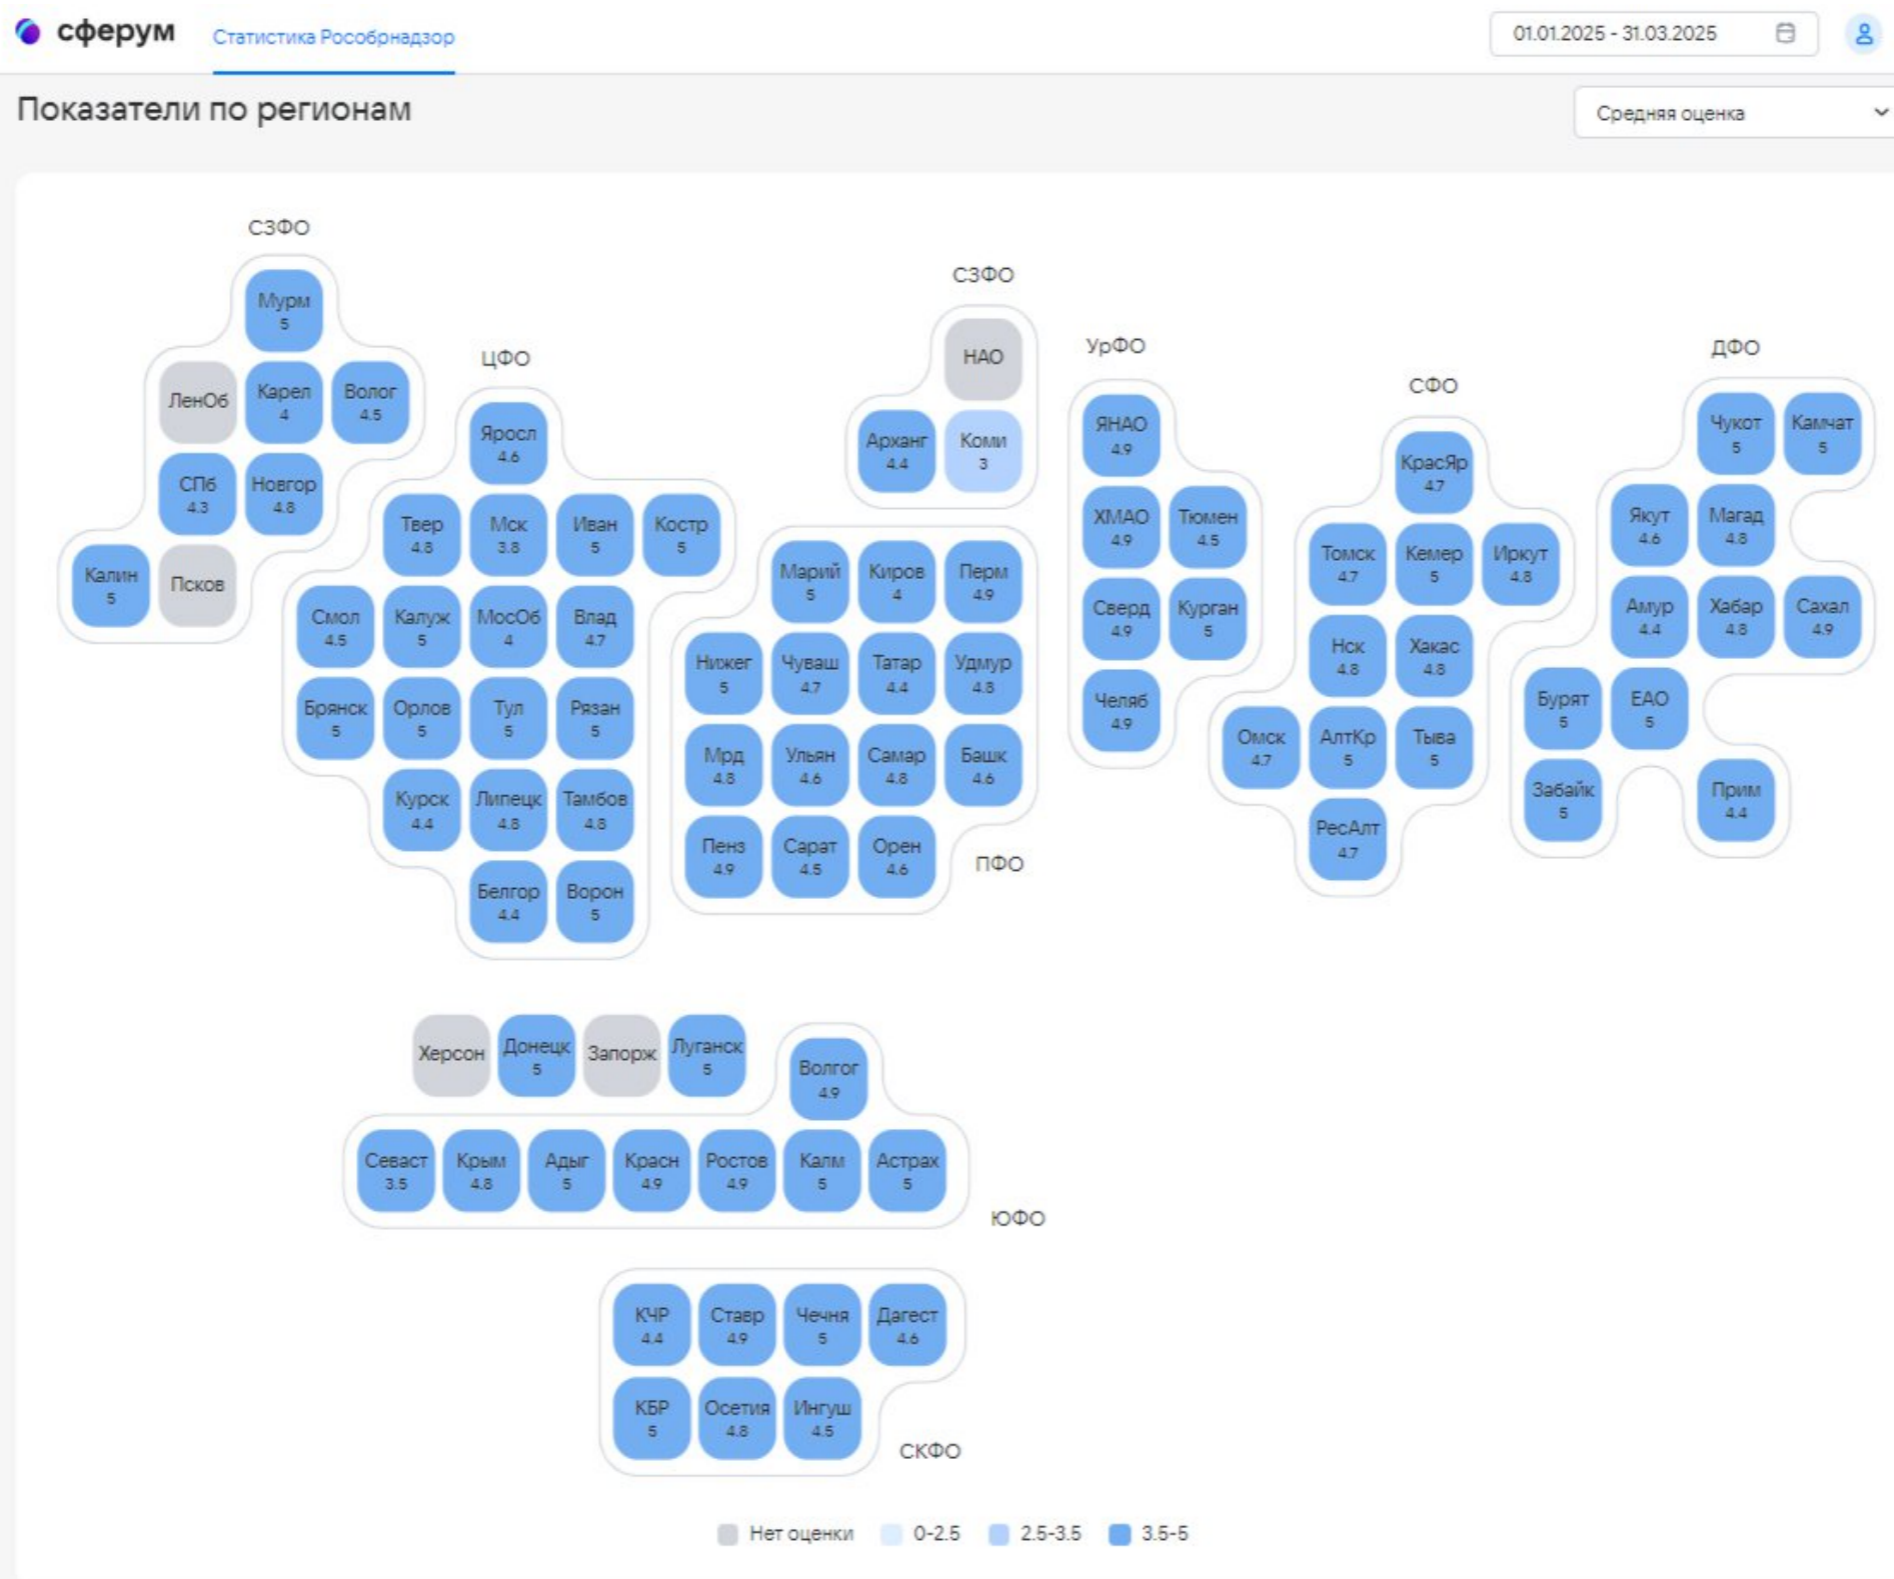 сферум
Статистика Рособрнадзор
01.01.2025 - 31.03.2025
Показатели по регионам
Средняя оценка
СЗФО
Мурм
5
ЛенОб
Карел
4
Волог
4.5
СПб
4.3
Новгор
4.8
Калин
5
Псков
ЦФО
Яросл
4.6
Твер
4.8
Мск
3.8
Иван
5
Костр
5
Смол
4.5
Калуж
5
МосОб
4
Влад
4.7
Брянск
5
Орлов
5
Тул
5
Рязан
5
Курск
4.4
Липецк
4.8
Тамбов
4.8
Белгор
4.4
Ворон
5
СЗФО
НАО
Арханг
4.4
Коми
3
Марий
5
Киров
4
Перм
4.9
Нижег
5
Чуваш
4.7
Татар
4.4
Удмур
4.8
Мрд
4.8
Ульян
4.6
Самар
4.8
Башк
4.6
Пенз
4.9
Сарат
4.5
Орен
4.6
ПФО
УрФО
ЯНАО
4.9
ХМАО
4.9
Тюмен
4.5
Сверд
4.9
Курган
5
Челяб
4.9
СФО
КрасЯр
4.7
Томск
4.7
Кемер
5
Иркут
4.8
Нск
4.8
Хакас
4.8
Омск
4.7
АлтКр
5
Тыва
5
РесАлт
4.7
ДФО
Чукот
5
Камчат
5
Якут
4.6
Магад
4.8
Амур
4.4
Хабар
4.8
Сахал
4.9
Бурят
5
ЕАО
5
Забайк
5
Прим
4.4
Херсон
Донецк
5
Запорж
Луганск
5
Волгог
4.9
Севаст
3.5
Крым
4.8
Адыг
5
Красн
4.9
Ростов
4.9
Калм
5
Астрах
5
ЮФО
КЧР
4.4
Ставр
4.9
Чечня
5
Дагест
4.6
КБР
5
Осетия
4.8
Ингуш
4.5
СКФО
Нет оценки
0-2.5
2.5-3.5
3.5-5